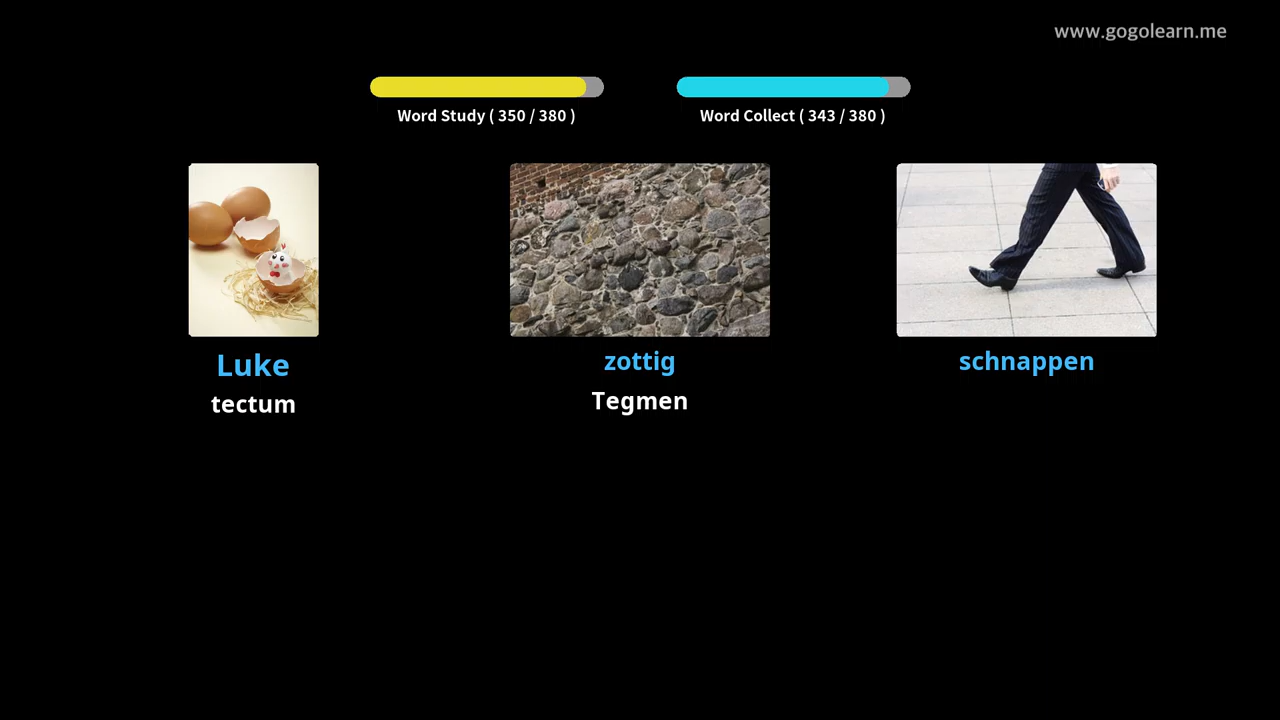 www.gogolearn.me
Word Study ( 350 / 380 )
Word Collect ( 343 / 380 )
Luke
tectum
zottig
Tegmen
schnappen